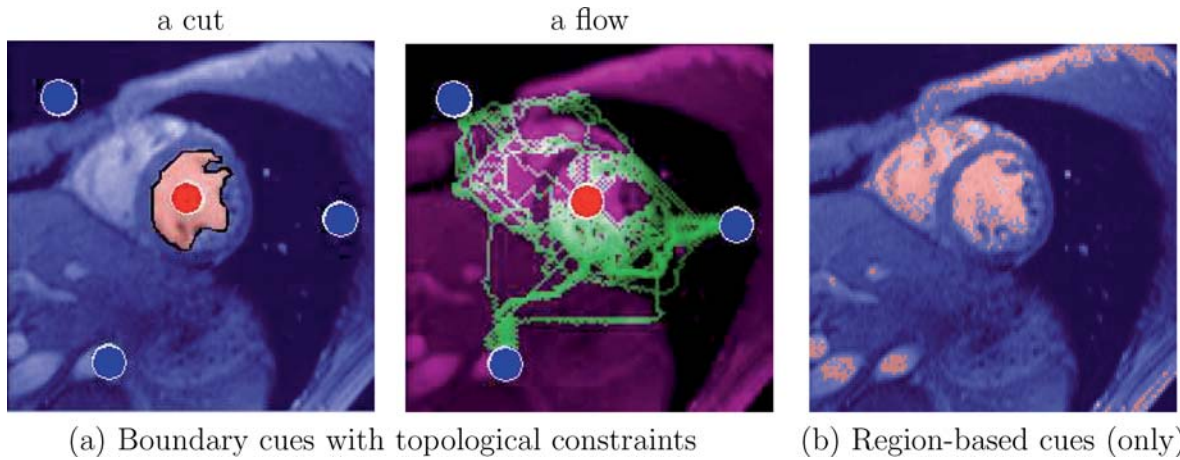 a cut
a flow
(a) Boundary cues with topological constraints
(b) Region-based cues (only)